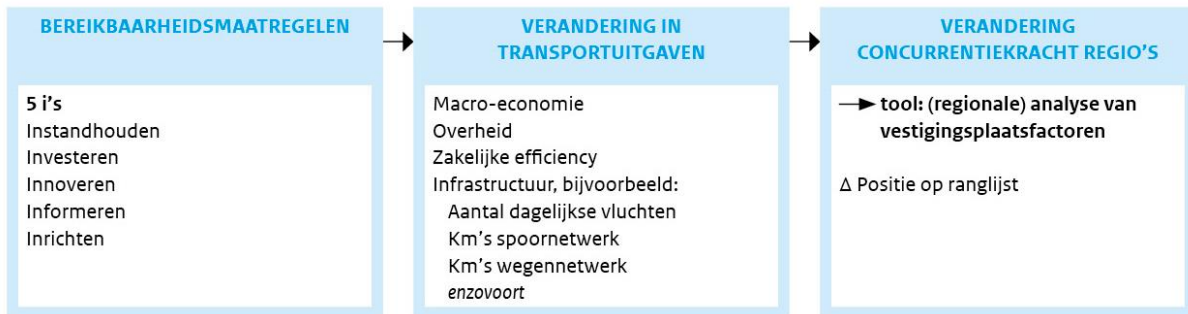 BEREIKBAARHEIDSMAATREGELEN
5 i's
Instandhouden
Investeren
Innoveren
Informeren
Inrichten
VERANDERING IN
TRANSPORTUITGAVEN
Macro-economie
Overheid
Zakelijke efficiency
Infrastructuur, bijvoorbeeld:
Aantal dagelijkse vluchten
Km's spoornetwerk
Km's wegennetwerk
enzovoort
VERANDERING
CONCURRENTIEKRACHT REGIO'S
tool: (regionale) analyse van
vestigingsplaatsfactoren
Δ Positie op ranglijst